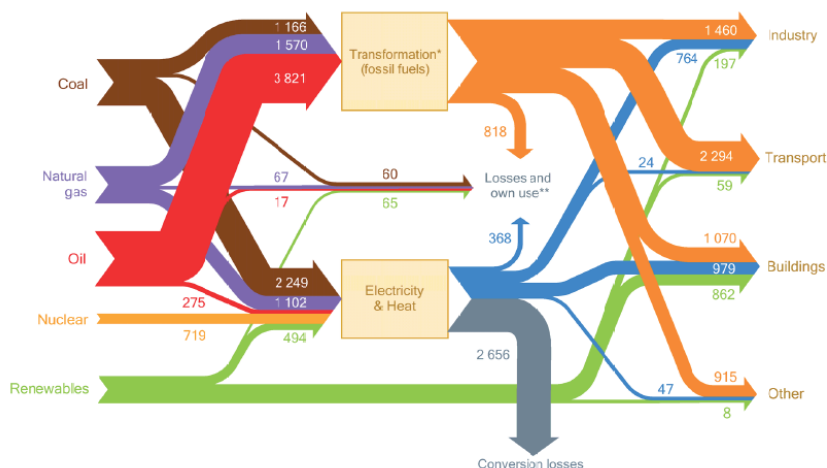 1 166
1 460
Industry
1 570
Transformation*
(fossil fuels)
764
3 821
197
Coal
818
24
2 294
Transport
60
Natural
gas
67
Losses and
own use**
17
65
59
368
1 070
Oil
979
Buildings
2 249
Electricity
& Heat
862
275
1 102
Nuclear
719
494
2 656
915
Renewables
47
Other
8
Conversion losses